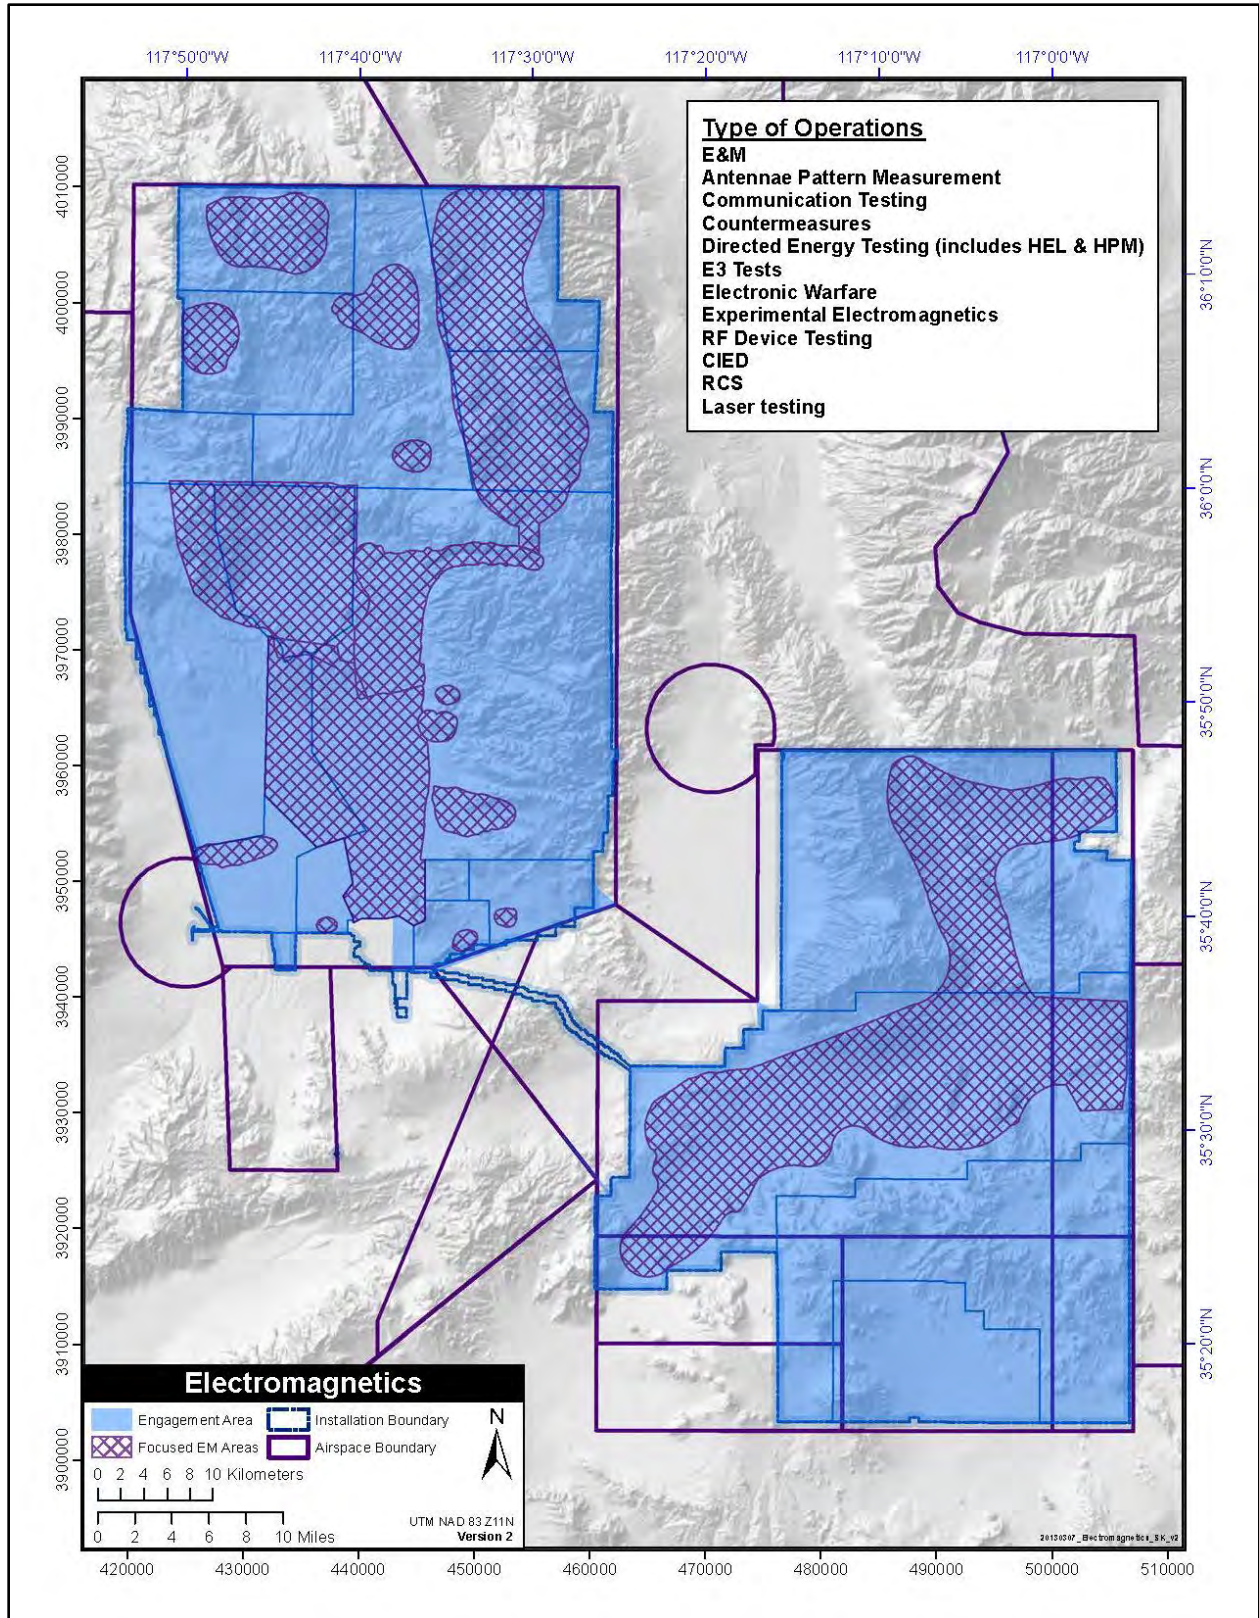 117°50'0"W 117°40'0"W 117°30'0"W 117°20'0"W 117°10'0"W 117°0'0"W
Type of Operations
E&M
Antennae Pattern Measurement
Communication Testing
Countermeasures
Directed Energy Testing (includes HEL & HPM)
E3 Tests
Electronic Warfare
Experimental Electromagnetics
RF Device Testing
CIED
RCS
Laser testing
4010000
4000000
3990000
3980000
3970000
3960000
3950000
3940000
3930000
3920000
3910000
3900000
36°10'0"N
36°0'0"N
35°50'0"N
35°40'0"N
35°30'0"N
35°20'0"N
Electromagnetics
Engagement Area
Installation Boundary
Focused EM Areas
Airspace Boundary
N
0 2 4 6 8 10 Kilometers
0 2 4 6 10 Miles
UTM NAD 83 Z11N
Version 2
20130307_Electromagnetics_SK_v2
420000 430000 440000 450000 460000 470000 480000 490000 500000 510000